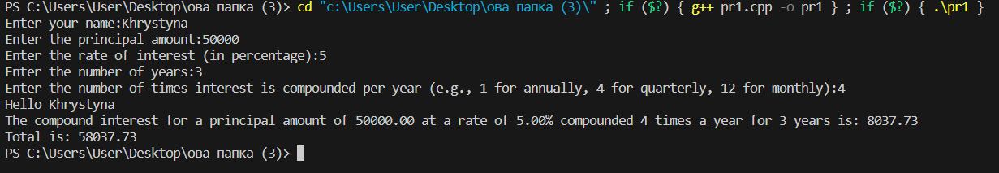 PS C:\Users\User\Desktop\ова папка (3)> cd "c:\Users\User\Desktop\ова папка (3)\" ; if ($?) { g++ pr1.cpp -o pr1 } ; if ($?) { .\pr1 }
Enter your name:Khrystyna
Enter the principal amount:50000
Enter the rate of interest (in percentage):5
Enter the number of years:3
Enter the number of times interest is compounded per year (e.g., 1 for annually, 4 for quarterly, 12 for monthly):4
Hello Khrystyna
The compound interest for a principal amount of 50000.00 at a rate of 5.00% compounded 4 times a year for 3 years is: 8037.73
Total is: 58037.73
PS C:\Users\User\Desktop\ова папка (3)>